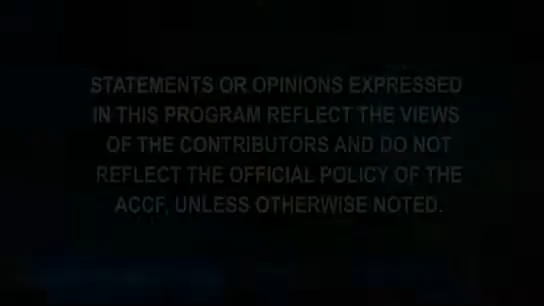 STATEMENTS OR OPINIONS EXPRESSED
IN THIS PROGRAM REFLECT THE VIEWS
OF THE CONTRIBUTORS AND DO NOT
REFLECT THE OFFICIAL POLICY OF THE
ACCF, UNLESS OTHERWISE NOTED.